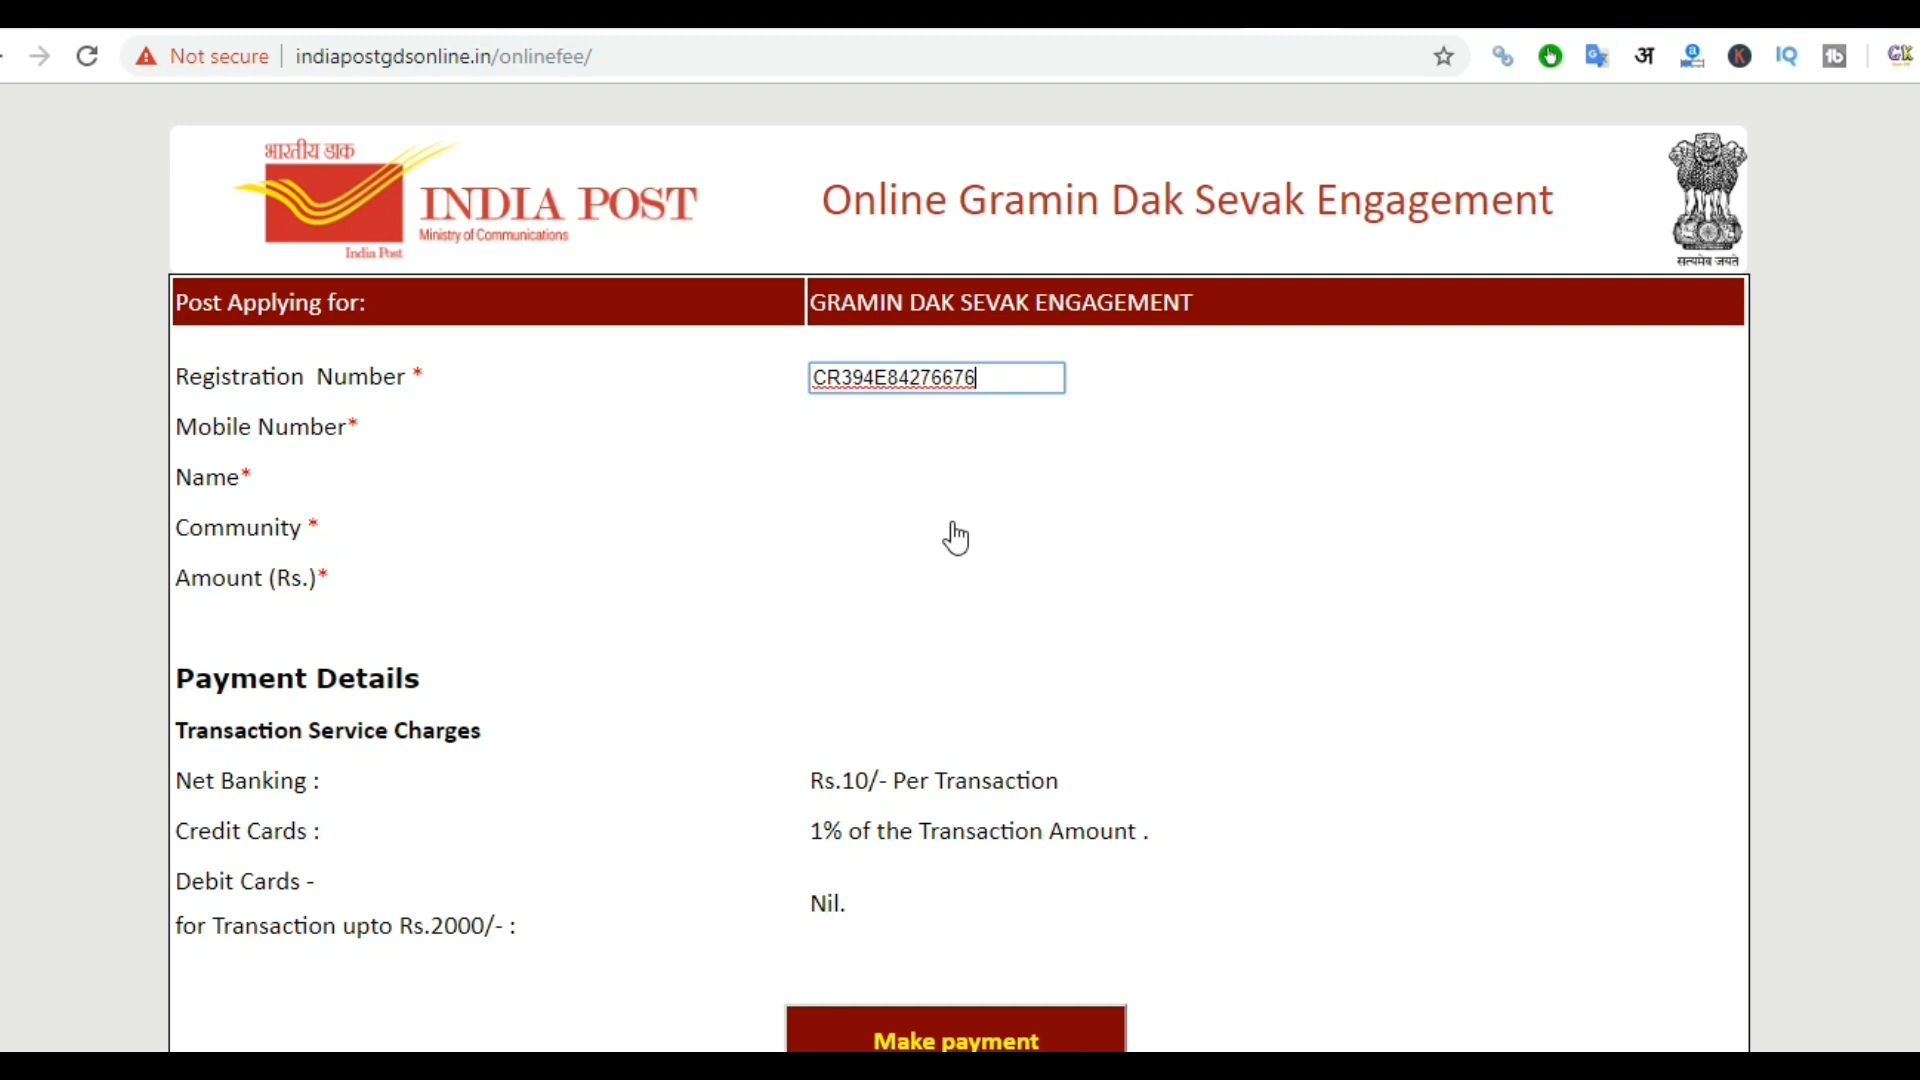 Not secure | indiapostgdsonline.in/onlinefee/
भारतीय डाक
INDIA POST
Ministry of Communications
India Post
Online Gramin Dak Sevak Engagement
सत्यमेव जयते
Post Applying for: GRAMIN DAK SEVAK ENGAGEMENT
Registration Number * CR394E84276676
Mobile Number*
Name*
Community *
Amount (Rs.)*
Payment Details
Transaction Service Charges
Net Banking : Rs.10/- Per Transaction
Credit Cards : 1% of the Transaction Amount .
Debit Cards -
for Transaction upto Rs.2000/- : Nil.
Make payment